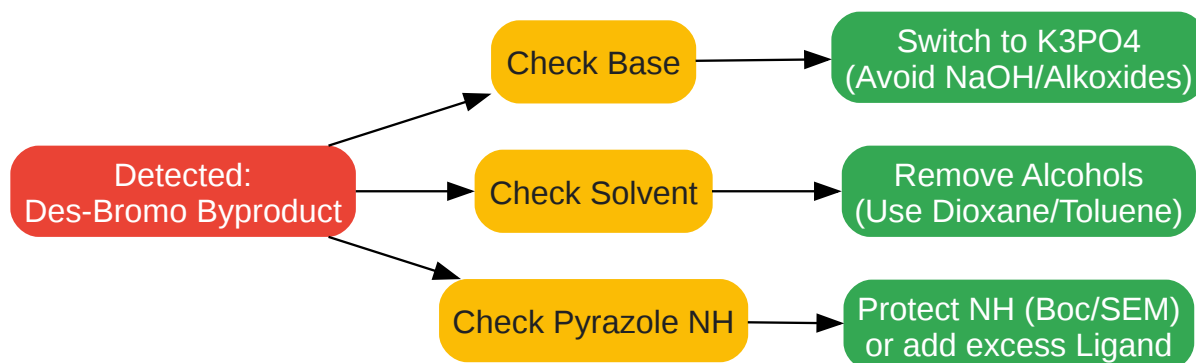 Detected:
Des-Bromo Byproduct
Check Base
Switch to K3PO4
(Avoid NaOH/Alkoxides)
Check Solvent
Remove Alcohols
(Use Dioxane/Toluene)
Check Pyrazole NH
Protect NH (Boc/SEM)
or add excess Ligand